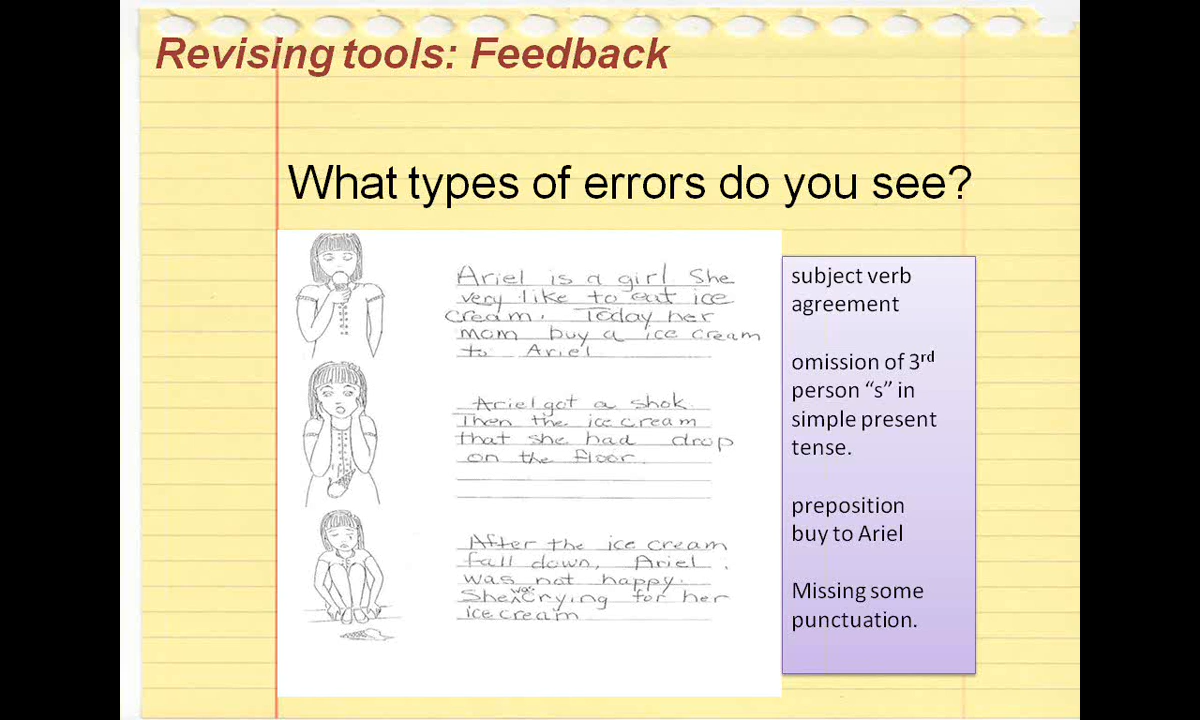 Revising tools: Feedback
What types of errors do you see?
Ariel is a girl She
very like to eat ice
cream. Today her
mom buy a ice cream
to Ariel
Ariel got a shok.
Then the ice cream
that she had drop
on the floor.
After the ice cream
fall down, Ariel
was not happy.
She was crying for her
ice cream
subject verb
agreement
omission of 3rd
person “s” in
simple present
tense.
preposition
buy to Ariel
Missing some
punctuation.